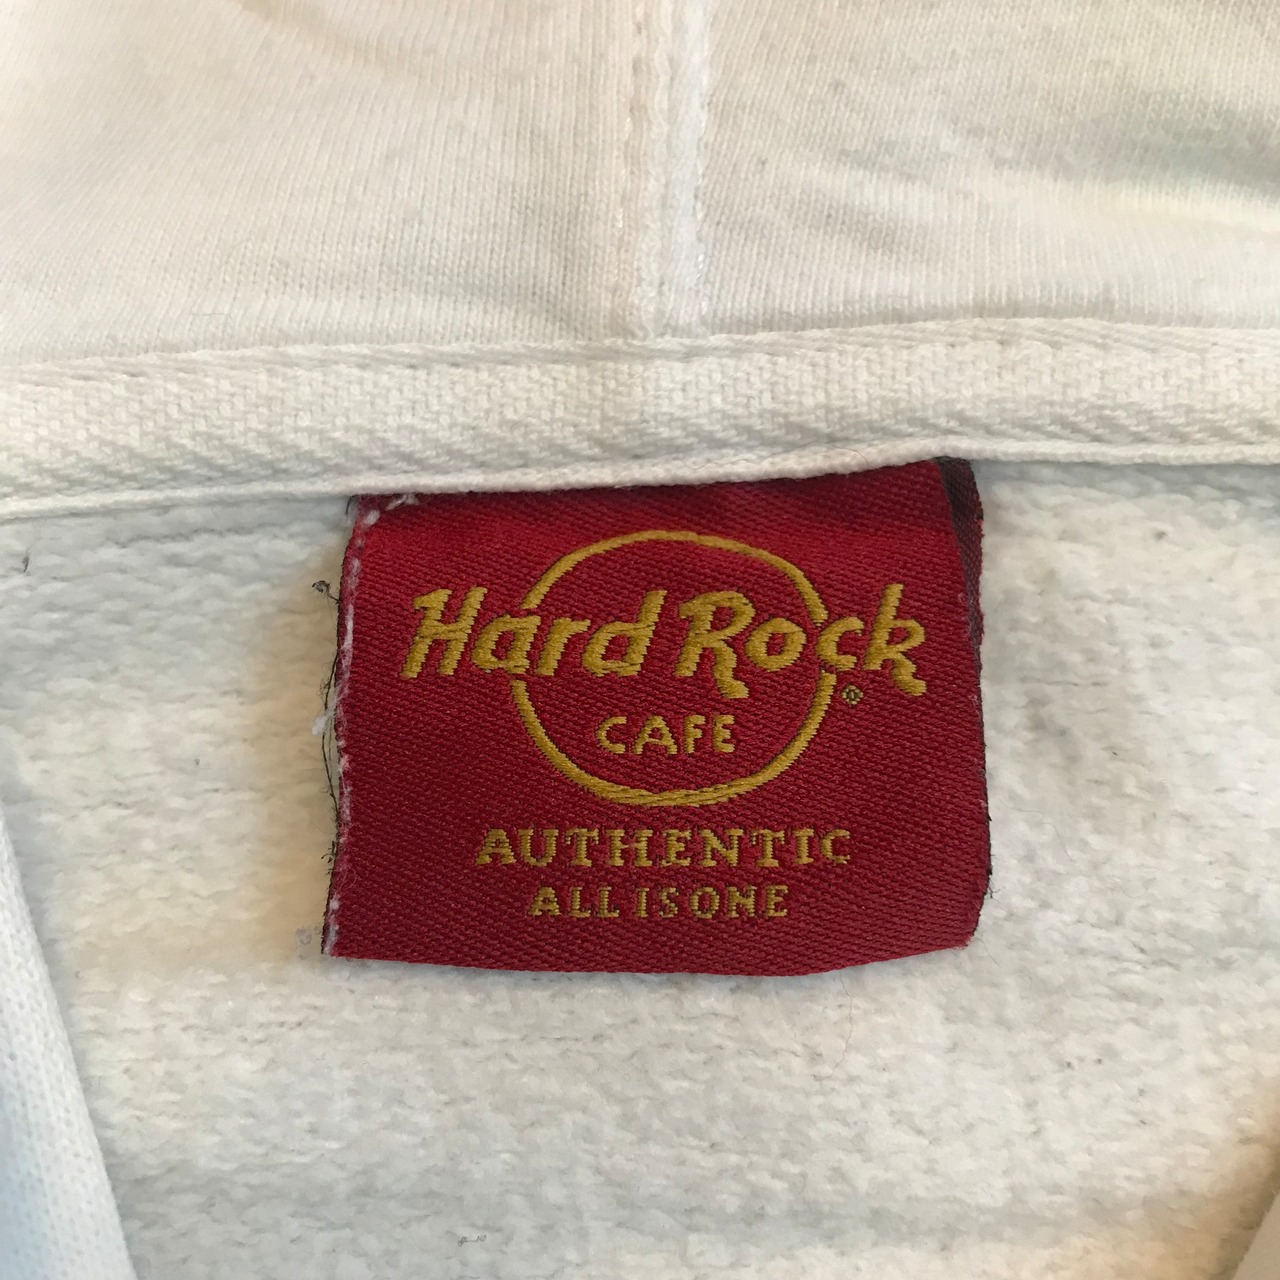 Hard Rock
CAFE
®
AUTHENTIC
ALL IS ONE